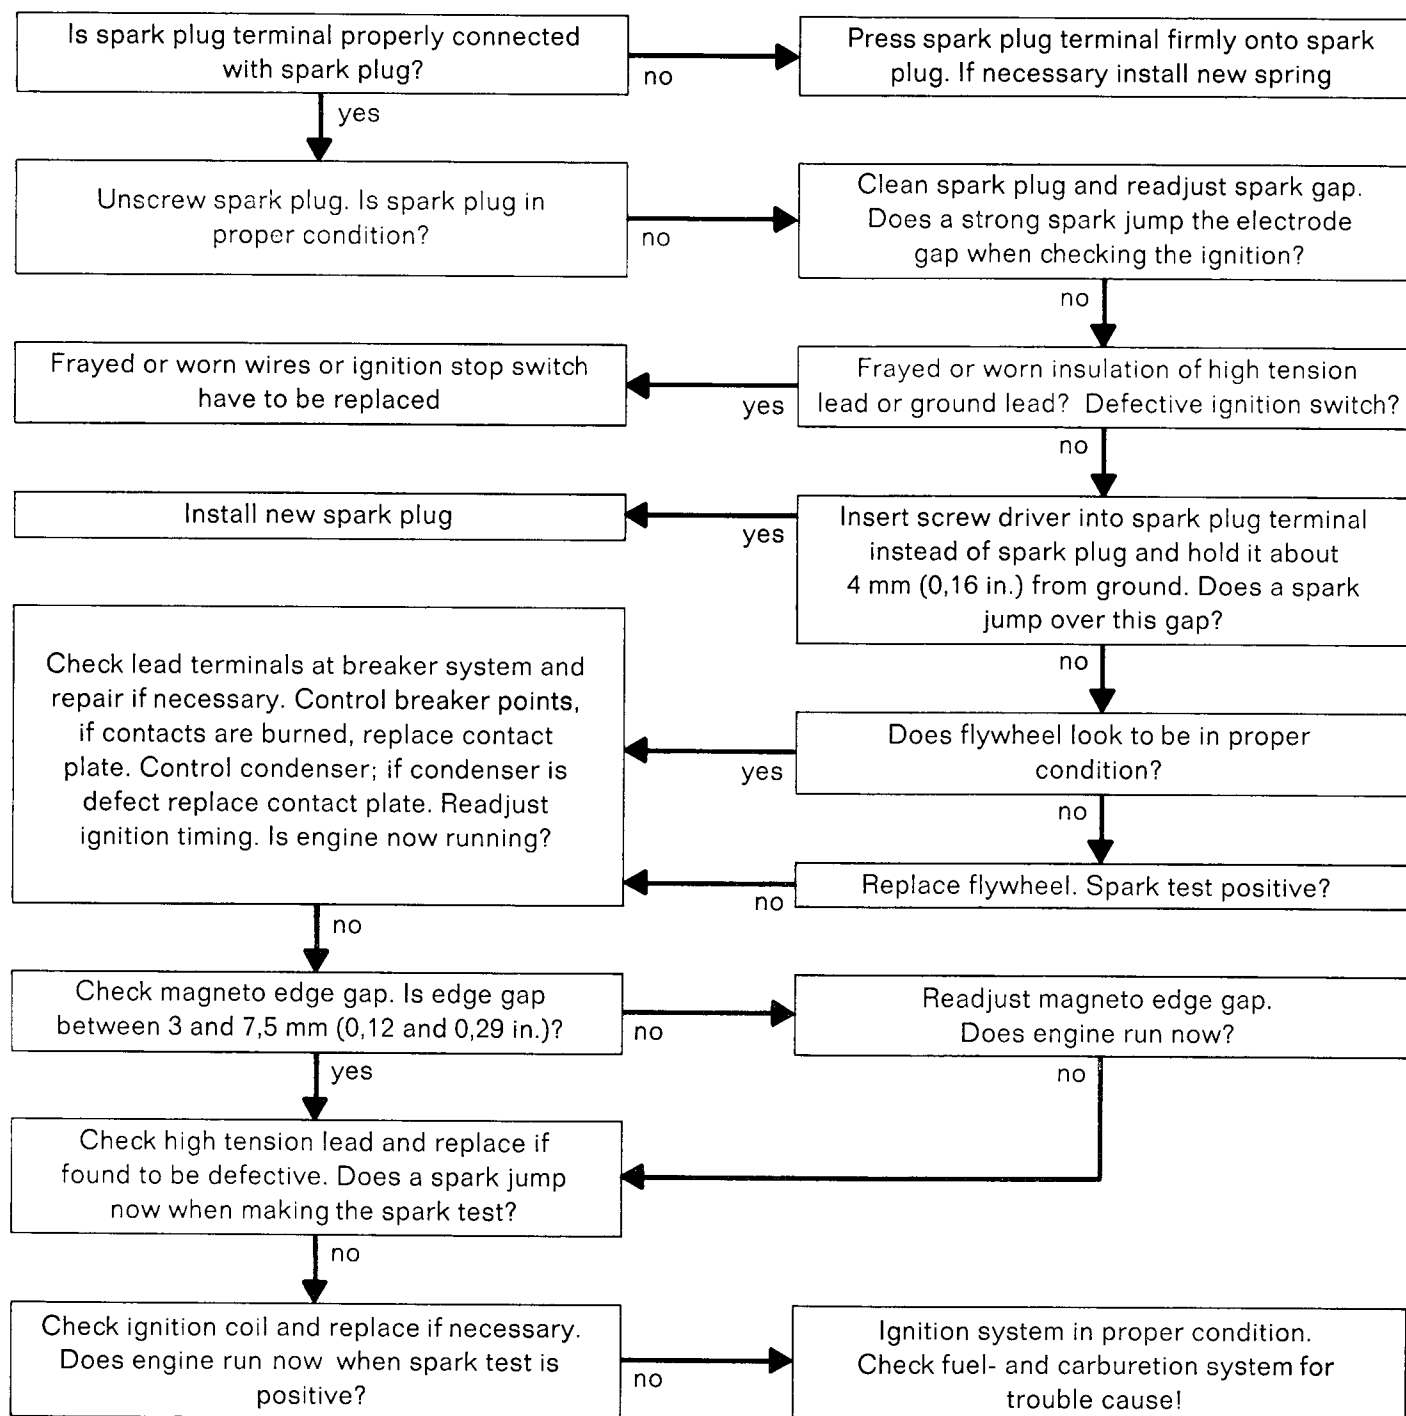 Is spark plug terminal properly connected
with spark plug?
no
Press spark plug terminal firmly onto spark
plug. If necessary install new spring
yes
Unscrew spark plug. Is spark plug in
proper condition?
no
Clean spark plug and readjust spark gap.
Does a strong spark jump the electrode
gap when checking the ignition?
no
Frayed or worn wires or ignition stop switch
have to be replaced
yes
Frayed or worn insulation of high tension
lead or ground lead? Defective ignition switch?
no
Install new spark plug
yes
Insert screw driver into spark plug terminal
instead of spark plug and hold it about
4 mm (0,16 in.) from ground. Does a spark
jump over this gap?
no
Check lead terminals at breaker system and
repair if necessary. Control breaker points,
if contacts are burned, replace contact
plate. Control condenser; if condenser is
defect replace contact plate. Readjust
ignition timing. Is engine now running?
yes
Does flywheel look to be in proper
condition?
no
no
Replace flywheel. Spark test positive?
no
Check magneto edge gap. Is edge gap
between 3 and 7,5 mm (0,12 and 0,29 in.)?
no
Readjust magneto edge gap.
Does engine run now?
yes
no
Check high tension lead and replace if
found to be defective. Does a spark jump
now when making the spark test?
no
Check ignition coil and replace if necessary.
Does engine run now when spark test is
positive?
no
Ignition system in proper condition.
Check fuel- and carburetion system for
trouble cause!